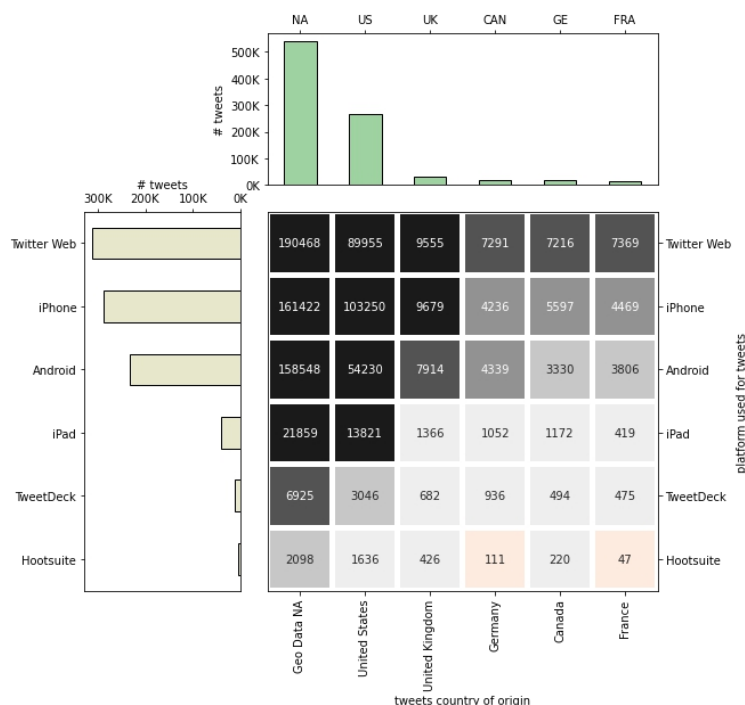 NA US UK CAN GE FRA
500K
400K
300K
200K
100K
0K
# tweets
# tweets
300K 200K 100K 0K
Twitter Web 190468 89955 9555 7291 7216 7369 Twitter Web
iPhone 161422 103250 9679 4236 5597 4469 iPhone
Android 158548 54230 7914 4339 3330 3806 Android
iPad 21859 13821 1366 1052 1172 419 iPad
TweetDeck 6925 3046 682 936 494 475 TweetDeck
Hootsuite 2098 1636 426 111 220 47 Hootsuite
platform used for tweets
Geo Data NA
United States
United Kingdom
Germany
Canada
France
tweets country of origin